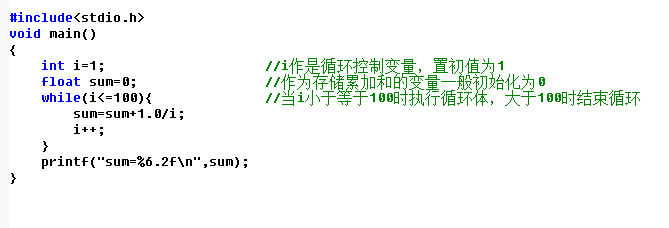 #include<stdio.h>
void main()
{
    int i=1;                    //i作是循环控制变量，置初值为1
    float sum=0;                //作为存储累加和的变量一般初始化为0
    while(i<=100){              //当i小于等于100时执行循环体，大于100时结束循环
        sum=sum+1.0/i;
        i++;
    }
    printf("sum=%6.2f\n",sum);
}